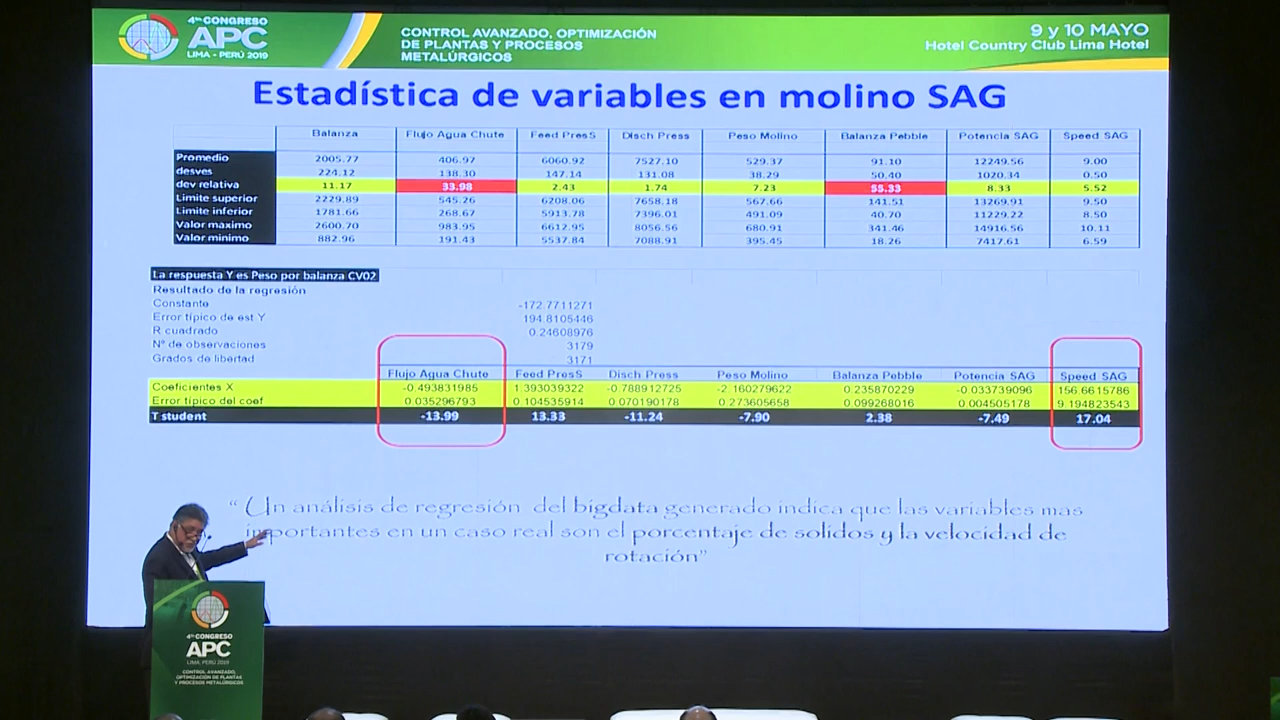 4TO CONGRESO
APC
LIMA - PERÚ 2019
CONTROL AVANZADO, OPTIMIZACIÓN
DE PLANTAS Y PROCESOS
METALÚRGICOS
9 y 10 MAYO
Hotel Country Club Lima Hotel
Estadística de variables en molino SAG
Balanza Flujo Agua Chute Feed PresS Disch Press Peso Molino Balanza Pebble Potencia SAG Speed SAG
Promedio 2005.77 406.97 6060.92 7527.10 529.37 91.10 12249.56 9.00
desves 224.12 138.30 147.14 131.08 38.29 50.40 1020.34 0.50
dev relativa 11.17 33.98 2.43 1.74 7.23 55.33 8.33 5.52
Limite superior 2229.89 545.26 6208.06 7658.18 567.66 141.51 13269.91 9.50
Limite inferior 1781.66 268.67 5913.78 7396.01 491.09 40.70 11229.22 8.50
Valor maximo 2600.70 983.95 6612.95 8056.56 680.91 341.46 14916.56 10.11
Valor minimo 882.96 191.43 5537.84 7088.91 395.45 18.26 7417.61 6.59
La respuesta Y es Peso por balanza CV02
Resultado de la regresión
Constante -172.7711271
Error típico de est Y 194.8105446
R cuadrado 0.24608976
N° de observaciones 3179
Grados de libertad 3171
Flujo Agua Chute Feed PresS Disch Press Peso Molino Balanza Pebble Potencia SAG Speed SAG
Coeficientes X -0.493831985 1.393039322 -0.788912725 -2.160279622 0.235870229 -0.033739096 156.6615786
Error típico del coef 0.035296793 0.104535914 0.070190178 0.273605658 0.099268016 0.004505178 9.194823543
T student -13.99 13.33 -11.24 -7.90 2.38 -7.49 17.04
“ Un análisis de regresión del bigdata generado indica que las variables mas
importantes en un caso real son el porcentaje de solidos y la velocidad de
rotación”
4TO CONGRESO
APC
LIMA, PERÚ 2019
CONTROL AVANZADO,
OPTIMIZACIÓN DE PLANTAS
Y PROCESOS METALÚRGICOS